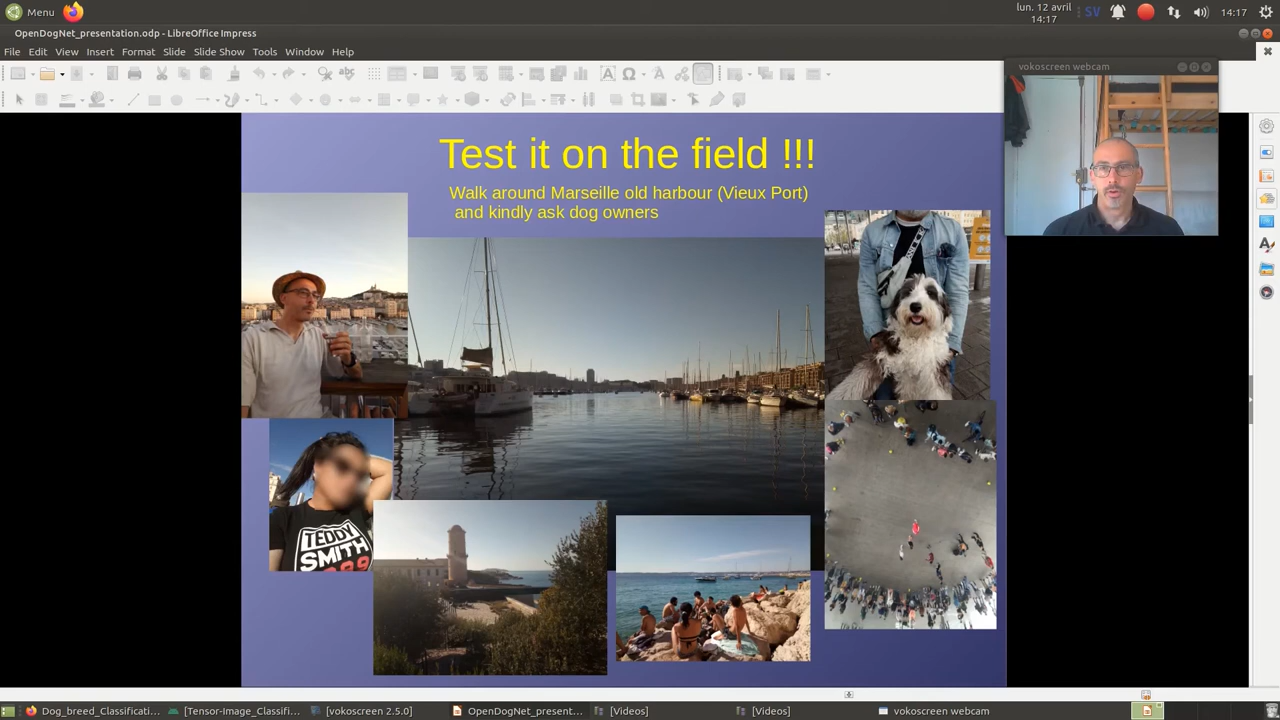 Menu
lun. 12 avril
14:17
SV
14:17
OpenDogNet_presentation.odp - LibreOffice Impress
File Edit View Insert Format Slide Slide Show Tools Window Help
vokoscreen webcam
Test it on the field !!!
Walk around Marseille old harbour (Vieux Port)
and kindly ask dog owners
TEDDY
SMITH
Dog_breed_Classificati... [Tensor-Image_Classifi... [vokoscreen 2.5.0] OpenDogNet_present... [Videos] [Videos] vokoscreen webcam